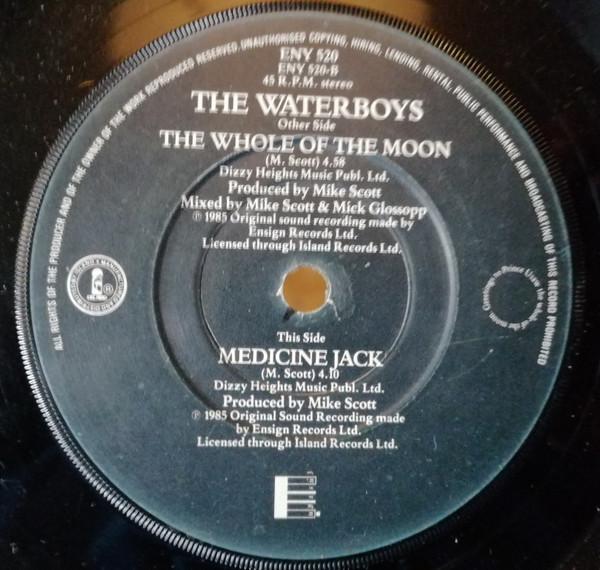 ALL RIGHTS OF THE PRODUCER AND OF THE OWNER OF THE WORK REPRODUCED RESERVED. UNAUTHORISED COPYING, HIRING, LENDING, RENTAL, PUBLIC PERFORMANCE AND BROADCASTING OF THIS RECORD PROHIBITED
ENY 520
ENY 520-B
45 R.P.M. stereo
THE WATERBOYS
Other Side
THE WHOLE OF THE MOON
(M. Scott) 4.58
Dizzy Heights Music Publ. Ltd.
Produced by Mike Scott
Mixed by Mike Scott & Mick Glossopp
℗ 1985 Original sound recording made by
Ensign Records Ltd.
Licensed through Island Records Ltd.
®
This Side
MEDICINE JACK
(M. Scott) 4.10
Dizzy Heights Music Publ. Ltd.
Produced by Mike Scott
℗ 1985 Original Sound Recording made
by Ensign Records Ltd.
Licensed through Island Records Ltd.